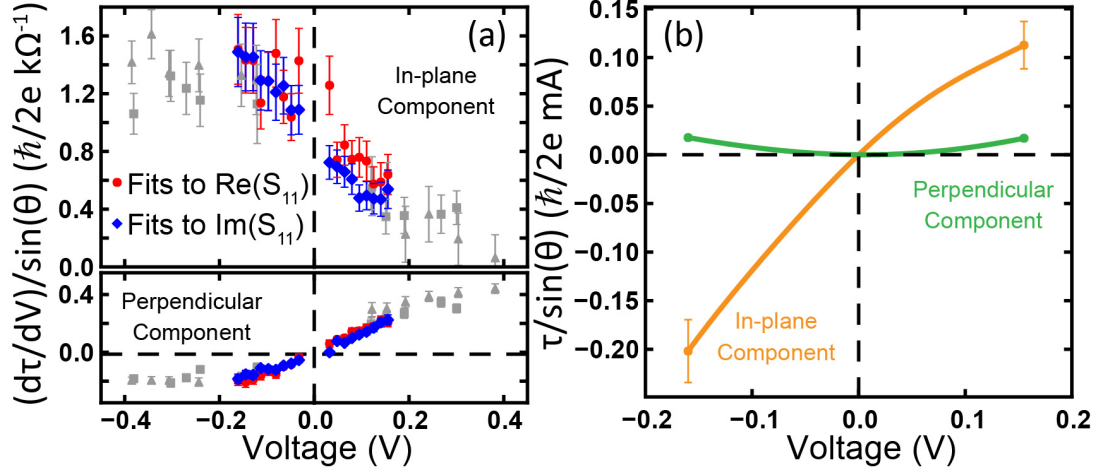 (a)
(dτ/dV)/sin(θ) (ħ/2e kΩ⁻¹)
1.6
1.2
0.8
0.4
0.0
In-plane
Component
Fits to Re(S₁₁)
Fits to Im(S₁₁)
0.4
0.0
Perpendicular
Component
−0.4
−0.2
0.0
0.2
0.4
Voltage (V)
(b)
τ/sin(θ) (ħ/2e mA)
0.15
0.10
0.05
0.00
−0.05
−0.10
−0.15
−0.20
Perpendicular
Component
In-plane
Component
−0.2
−0.1
0.0
0.1
0.2
Voltage (V)